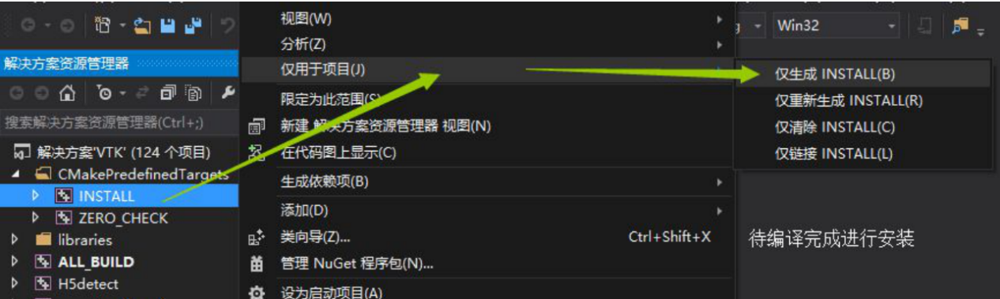 视图(W)
分析(Z)
Win32
解决方案资源管理器
仅用于项目(J)
仅生成 INSTALL(B)
限定为此范围(S)
仅重新生成 INSTALL(R)
搜索解决方案资源管理器(Ctrl+;)
新建 解决方案资源管理器 视图(N)
仅清除 INSTALL(C)
解决方案'VTK' (124 个项目)
在代码图上显示(C)
仅链接 INSTALL(L)
CMakePredefinedTargets
生成依赖项(B)
INSTALL
添加(D)
ZERO_CHECK
类向导(Z)... Ctrl+Shift+X
待编译完成进行安装
libraries
ALL_BUILD
管理 NuGet 程序包(N)...
H5detect
设为启动项目(A)